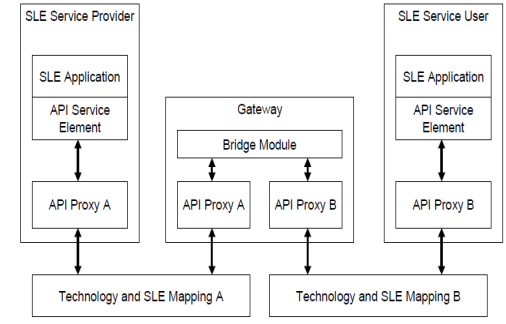 SLE Service Provider
SLE Application
API Service
Element
API Proxy A
Gateway
Bridge Module
API Proxy A
API Proxy B
SLE Service User
SLE Application
API Service
Element
API Proxy B
Technology and SLE Mapping A
Technology and SLE Mapping B